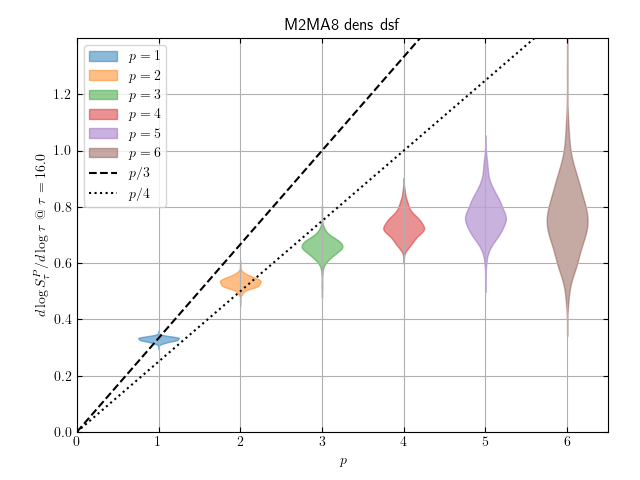 M2MA8 dens dsf
p = 1
p = 2
p = 3
p = 4
p = 5
p = 6
p/3
p/4
d log S_τ^P / d log τ @ τ = 16.0
1.2
1.0
0.8
0.6
0.4
0.2
0.0
0 1 2 3 4 5 6
p